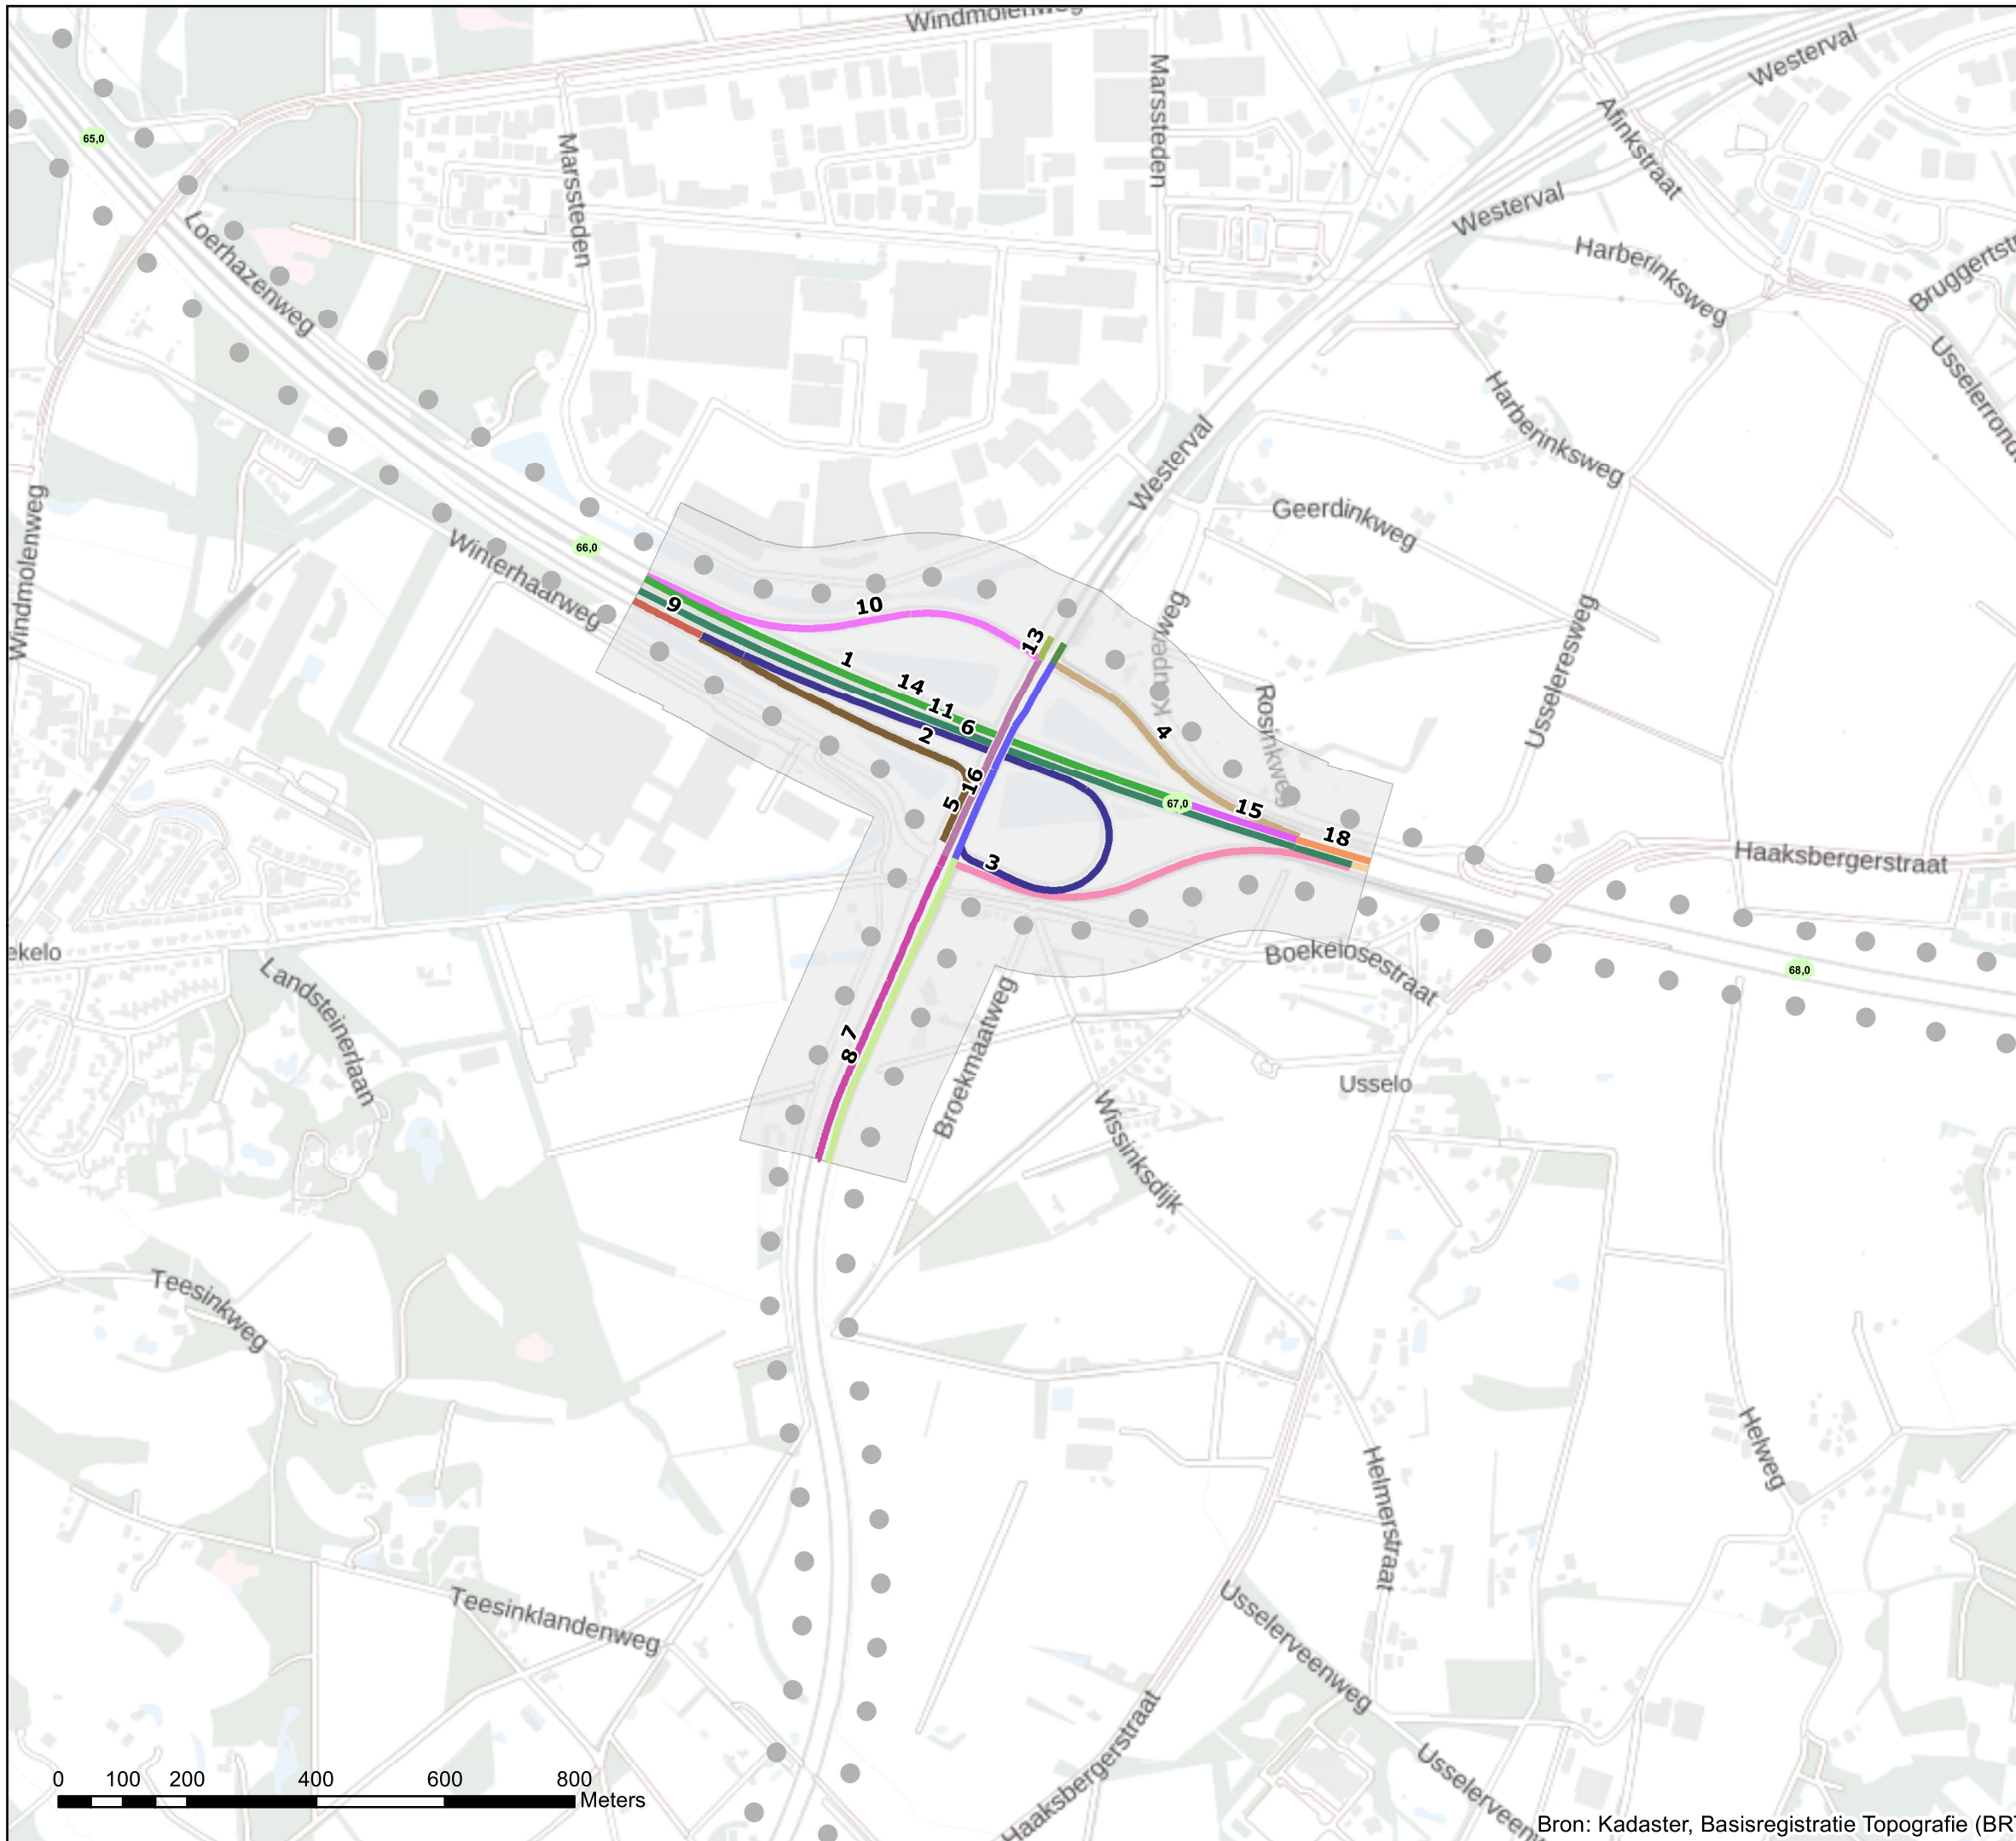 Windmolenweg
Westerval
65,0
Marssteden
Marssteden
Afinkstraat
Westerval
Loerhazenweg
Harberinksweg
Usselerrond
Harberinksweg
Westerval
Geerdinkweg
Windmolenweg
Winterhaarweg
66,0
9
10
13
1
14
11
6
2
4
Kuipersweg
Rosinkweg
Usseleresweg
16
5
67,0
15
18
3
Haaksbergerstraat
ekelo
Boekelosestraat
68,0
Landsteinerlaan
7
8
Broekmaatweg
Wissinksdijk
Usselo
Teesinkweg
Helweg
Helmerstraat
Teesinklandenweg
Usselerveenweg
Haaksbergerstraat
Usselerveenw
0 100 200 400 600 800
Meters
Bron: Kadaster, Basisregistratie Topografie (BR